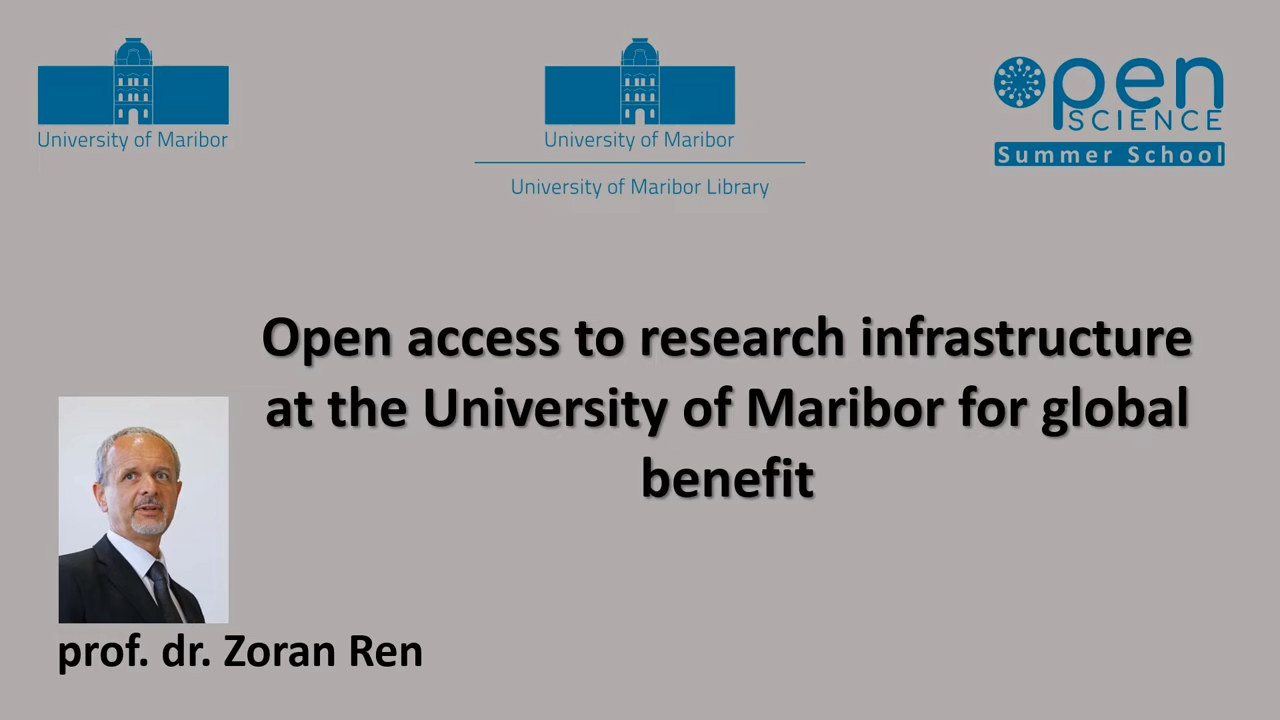 University of Maribor
University of Maribor
University of Maribor Library
Open
SCIENCE
Summer School
Open access to research infrastructure
at the University of Maribor for global
benefit
prof. dr. Zoran Ren